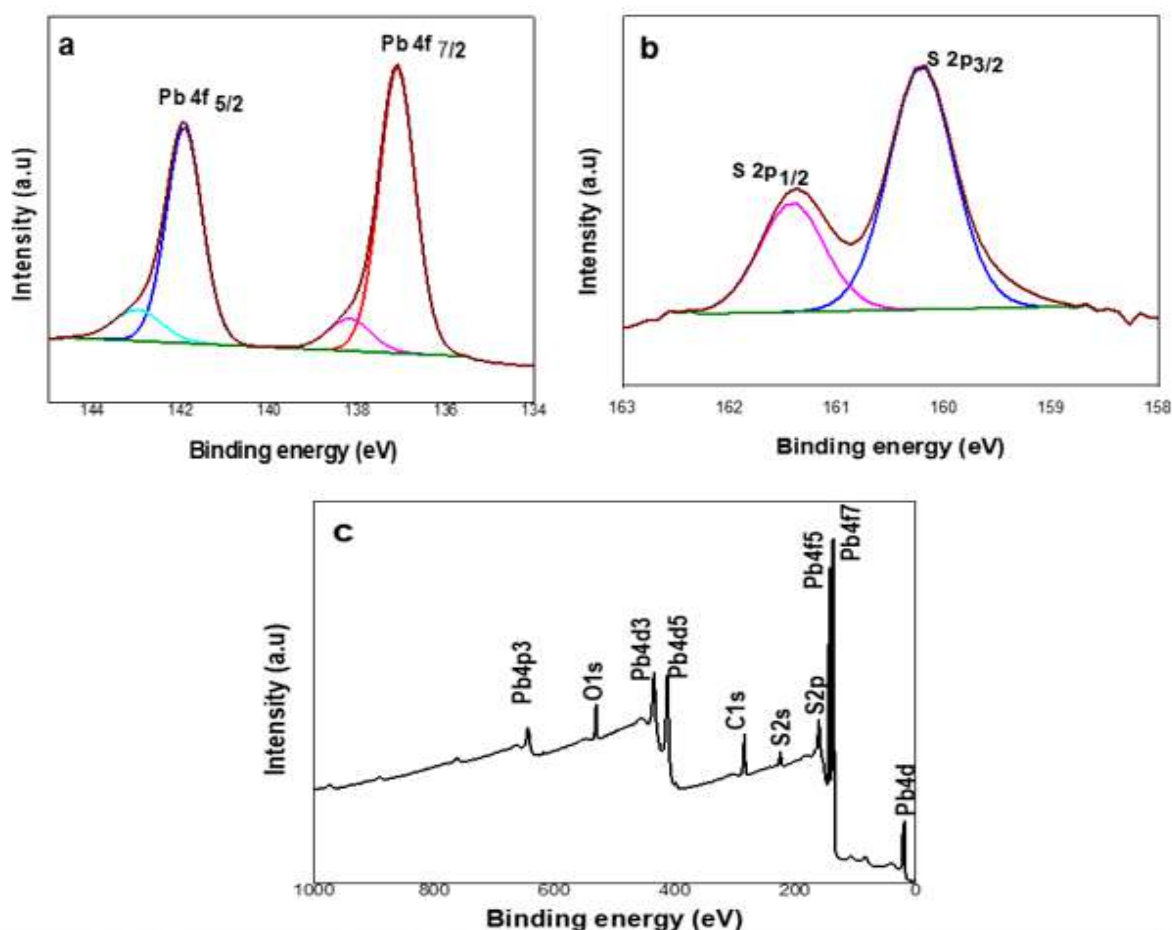 a
Pb 4f 7/2
Pb 4f 5/2
Intensity (a.u)
144 142 140 138 136 134
Binding energy (eV)
b
S 2p3/2
S 2p1/2
Intensity (a.u)
163 162 161 160 159 158
Binding energy (eV)
c
Pb4p3
O1s
Pb4d3
Pb4d5
C1s
S2s
S2p
Pb4f5
Pb4f7
Pb4d
Intensity (a.u)
1000 800 600 400 200 0
Binding energy (eV)